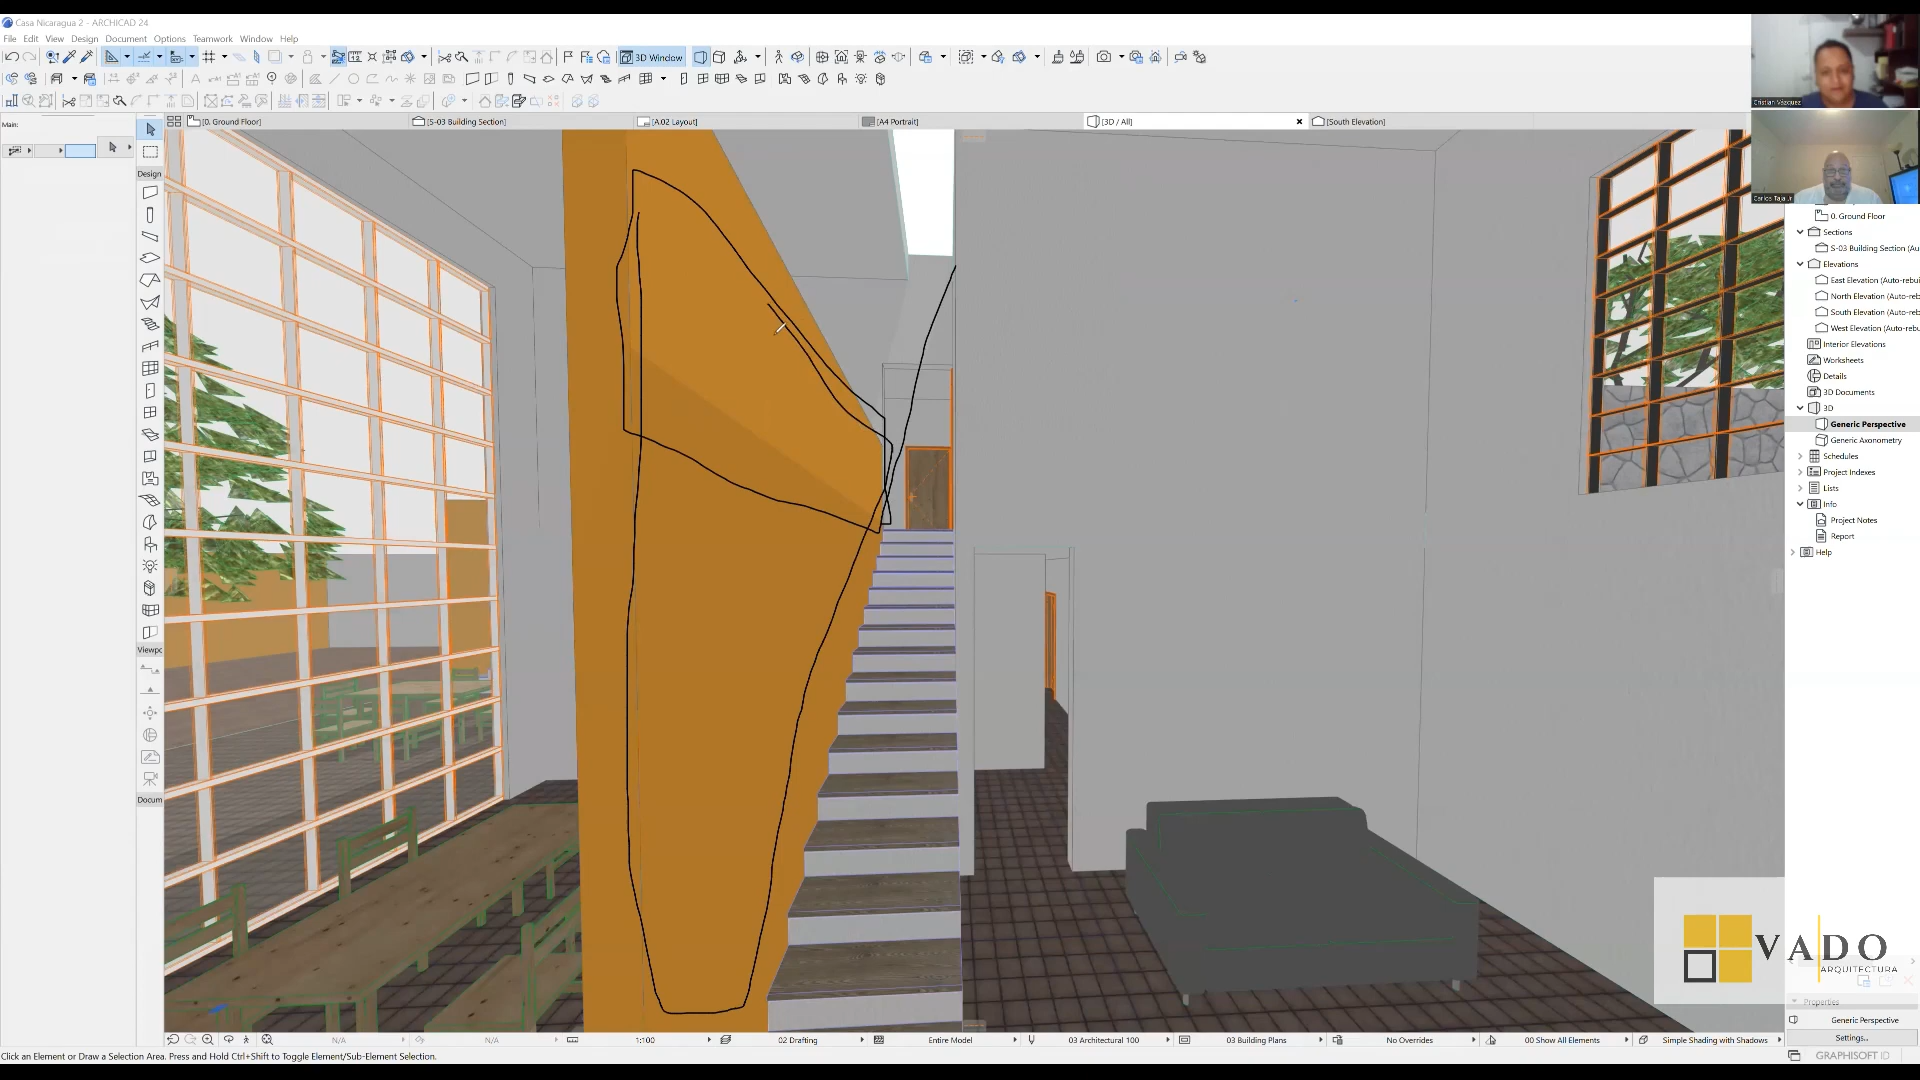 Casa Nicaragua 2 - ARCHICAD 24
File Edit View Design Document Options Teamwork Window Help
3D Window
Main:
[0. Ground Floor]
[S-03 Building Section]
[A.02 Layout]
[A4 Portrait]
[3D / All]
[South Elevation]
Design
Viewpo
Docum
Cristian Vázquez
Carlos Taja Jr
0. Ground Floor
Sections
S-03 Building Section (Au
Elevations
East Elevation (Auto-reb
North Elevation (Auto-reb
South Elevation (Auto-reb
West Elevation (Auto-rebu
Interior Elevations
Worksheets
Details
3D Documents
3D
Generic Perspective
Generic Axonometry
Schedules
Project Indexes
Lists
Info
Project Notes
Report
Help
VADO
ARQUITECTURA
Properties
Generic Perspective
Settings...
N/A
N/A
1:100
02 Drafting
Entire Model
03 Architectural 100
03 Building Plans
No Overrides
00 Show All Elements
Simple Shading with Shadows
Click an Element or Draw a Selection Area. Press and Hold Ctrl+Shift to Toggle Element/Sub-Element Selection.
GRAPHISOFT ID